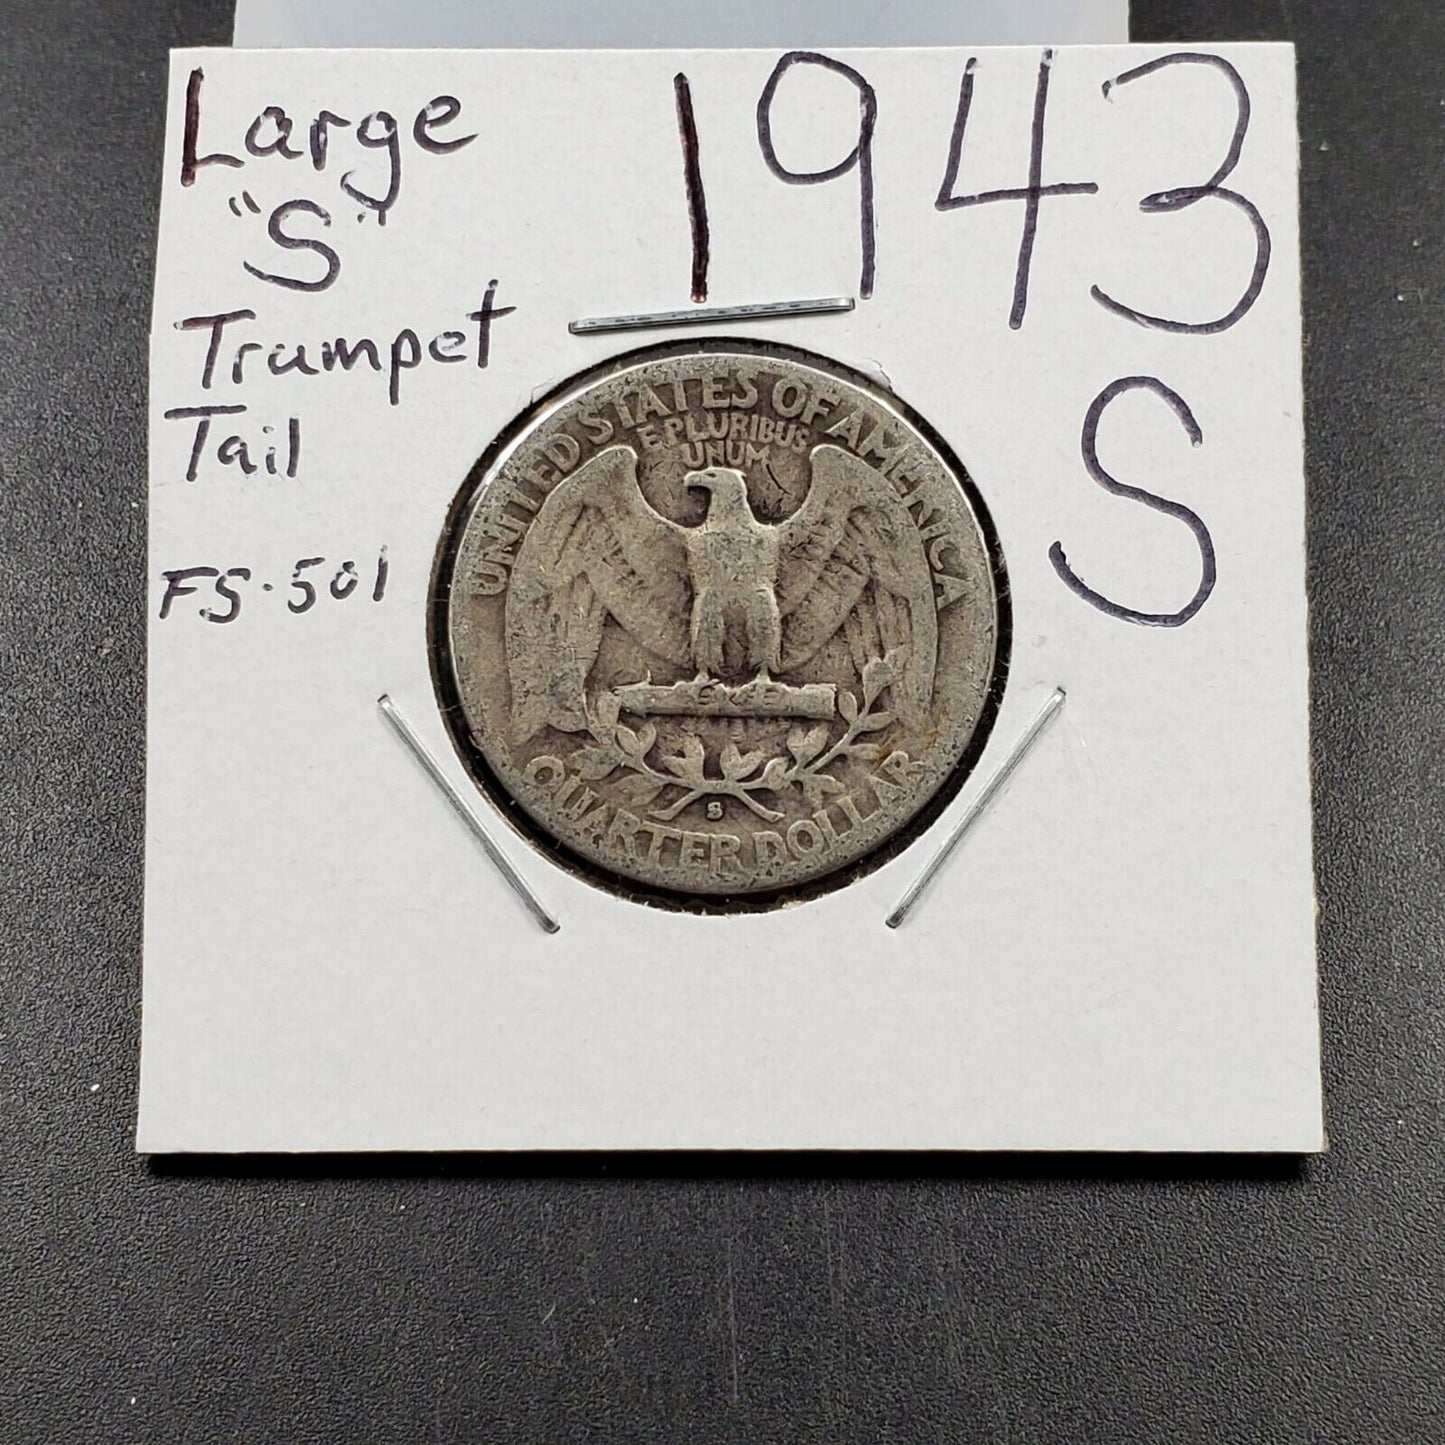 Large
"S"
Trumpet
Tail
FS-501
1943
S
UNITED STATES OF AMERICA
E PLURIBUS
UNUM
S
QUARTER DOLLAR